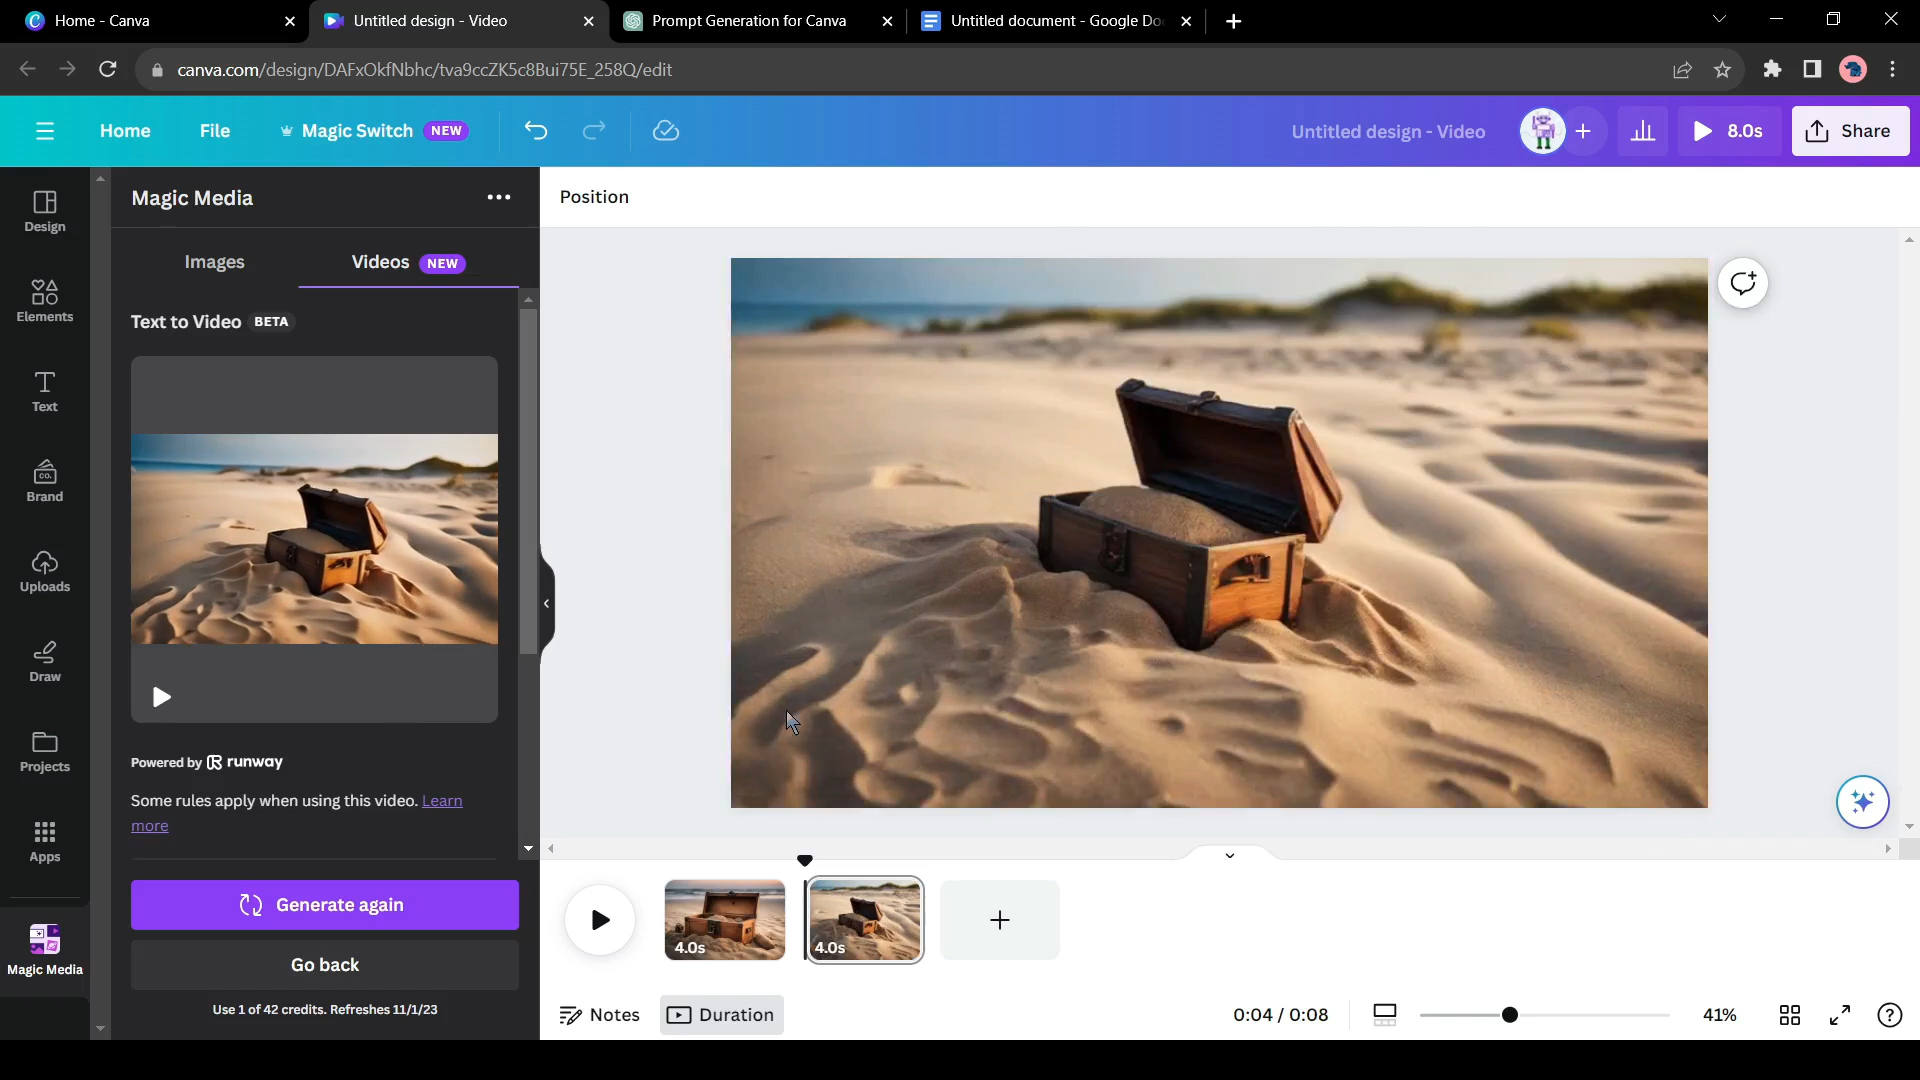 Home - Canva
Untitled design - Video
Prompt Generation for Canva
Untitled document - Google Do
canva.com/design/DAFxOkfNbhc/tva9ccZK5c8Bui75E_258Q/edit
Home
File
Magic Switch NEW
Untitled design - Video
8.0s
Share
Design
Elements
Text
Brand
CO.
Uploads
Draw
Projects
Apps
Magic Media
Magic Media
Images
Videos NEW
Text to Video BETA
Powered by runway
Some rules apply when using this video. Learn
more
Generate again
Go back
Use 1 of 42 credits. Refreshes 11/1/23
Position
4.0s
4.0s
Notes
Duration
0:04 / 0:08
41%